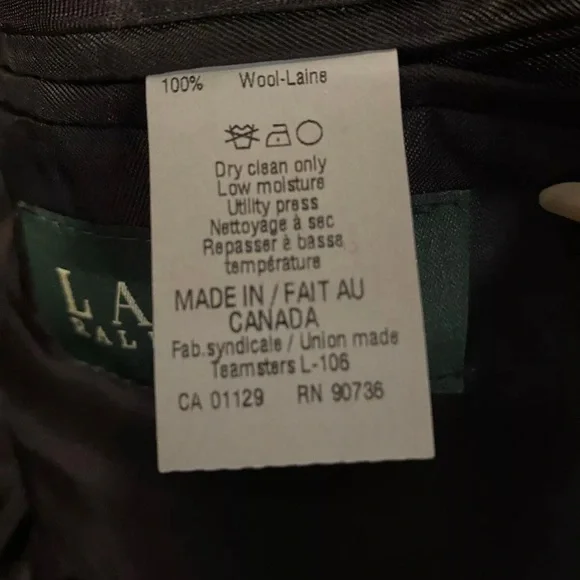 100% Wool-Laine
Dry clean only
Low moisture
Utility press
Nettoyage à sec
Repasser à basse
température
MADE IN / FAIT AU
CANADA
Fab.syndicale / Union made
Teamsters L-106
CA 01129 RN 90736
LA
RAL